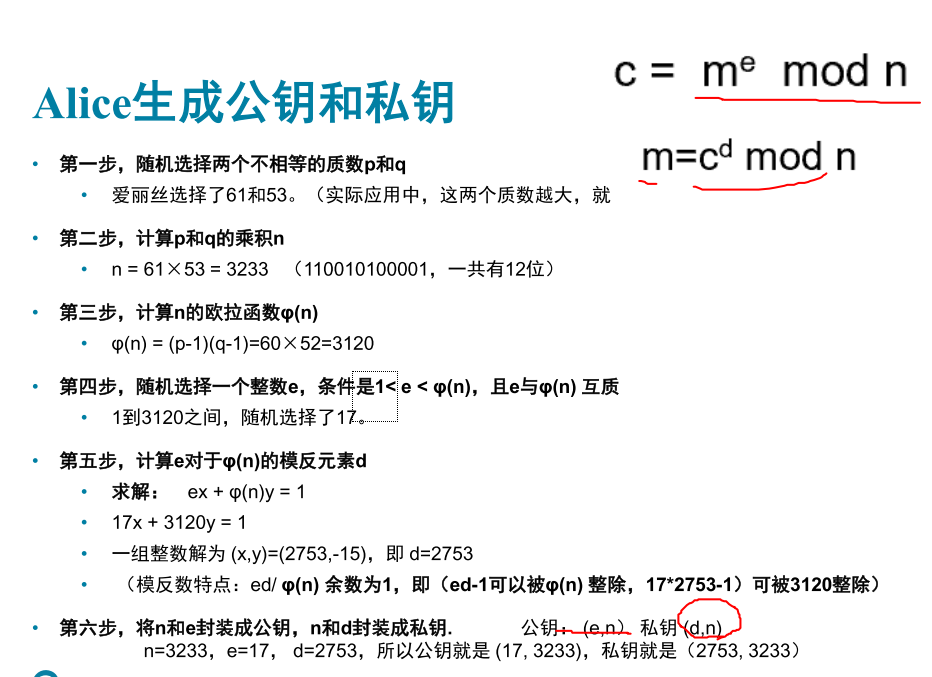 c = mᵉ mod n
Alice生成公钥和私钥
m=cᵈ mod n
• 第一步，随机选择两个不相等的质数p和q
• 爱丽丝选择了61和53。（实际应用中，这两个质数越大，就
• 第二步，计算p和q的乘积n
• n = 61×53 = 3233 （110010100001，一共有12位）
• 第三步，计算n的欧拉函数φ(n)
• φ(n) = (p-1)(q-1)=60×52=3120
• 第四步，随机选择一个整数e，条件是1< e < φ(n)，且e与φ(n) 互质
• 1到3120之间，随机选择了17。
• 第五步，计算e对于φ(n)的模反元素d
• 求解： ex + φ(n)y = 1
• 17x + 3120y = 1
• 一组整数解为 (x,y)=(2753,-15)，即 d=2753
• （模反数特点：ed/ φ(n) 余数为1，即（ed-1可以被φ(n) 整除，17*2753-1）可被3120整除）
• 第六步，将n和e封装成公钥，n和d封装成私钥. 公钥：(e,n） 私钥 (d,n)
n=3233，e=17， d=2753，所以公钥就是 (17, 3233)，私钥就是（2753, 3233）